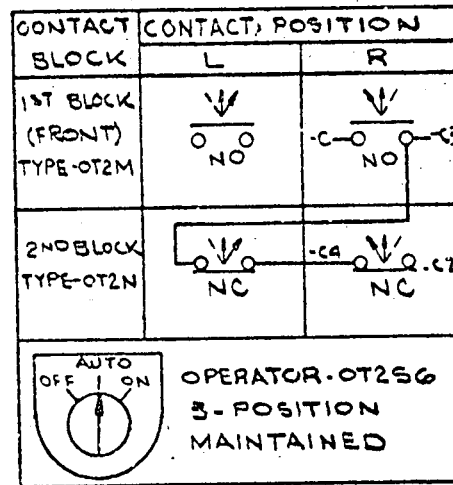 CONTACT BLOCK
CONTACT, POSITION
L
R
1ST BLOCK
(FRONT)
TYPE-OT2M
NO
-C
NO
2ND BLOCK
TYPE-OT2N
NC
-C4
NC
OFF
AUTO
ON
OPERATOR-OT2S6
3-POSITION
MAINTAINED